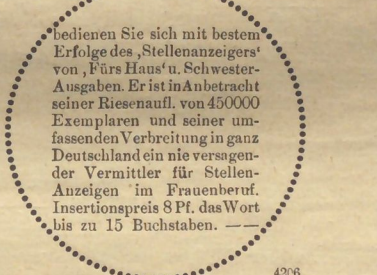 bedienen Sie sich mit bestem
Erfolge des ‚Stellenanzeigers‘
von ‚Fürs Haus‘ u. Schwester-
Ausgaben. Er ist in Anbetracht
seiner Riesenaufl. von 450000
Exemplaren und seiner um-
fassenden Verbreitung in ganz
Deutschland ein nie versagen-
der Vermittler für Stellen-
Anzeigen im Frauenberuf.
Insertionspreis 8 Pf. das Wort
bis zu 15 Buchstaben. — —
4206